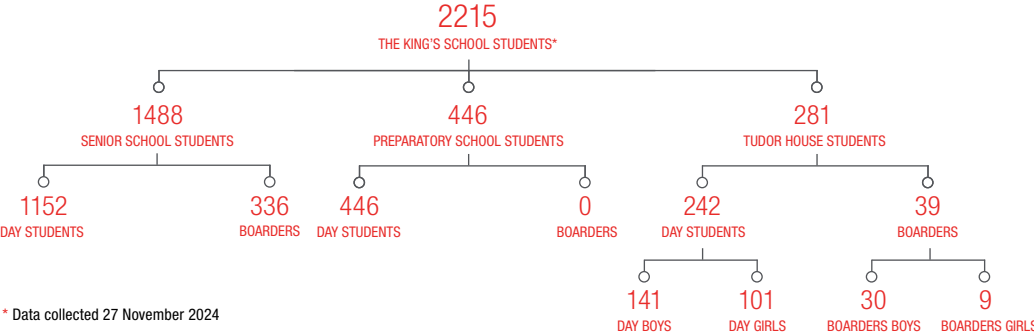 2215
THE KING'S SCHOOL STUDENTS*
1488
SENIOR SCHOOL STUDENTS
446
PREPARATORY SCHOOL STUDENTS
281
TUDOR HOUSE STUDENTS
1152
DAY STUDENTS
336
BOARDERS
446
DAY STUDENTS
0
BOARDERS
242
DAY STUDENTS
39
BOARDERS
141
DAY BOYS
101
DAY GIRLS
30
BOARDERS BOYS
9
BOARDERS GIRLS
* Data collected 27 November 2024